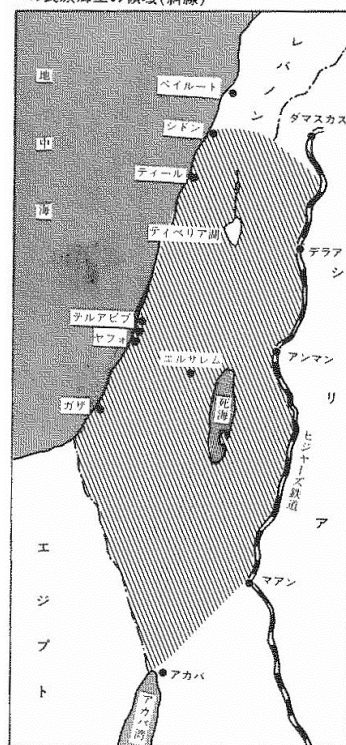 民族郷土の領域(斜線)
レバノン
地中海
ベイルート
ダマスカス
シドン
ティール
ティベリア湖
デラア
シリア
テルアビブ
ヤフォ
エルサレム
アンマン
死海
ガザ
ヒジャーズ鉄道
エジプト
マアン
アカバ
アカバ湾